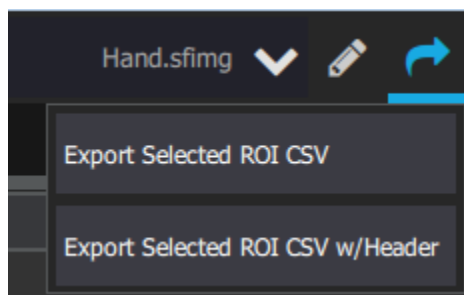 Hand.sfimg
Export Selected ROI CSV
Export Selected ROI CSV w/Header